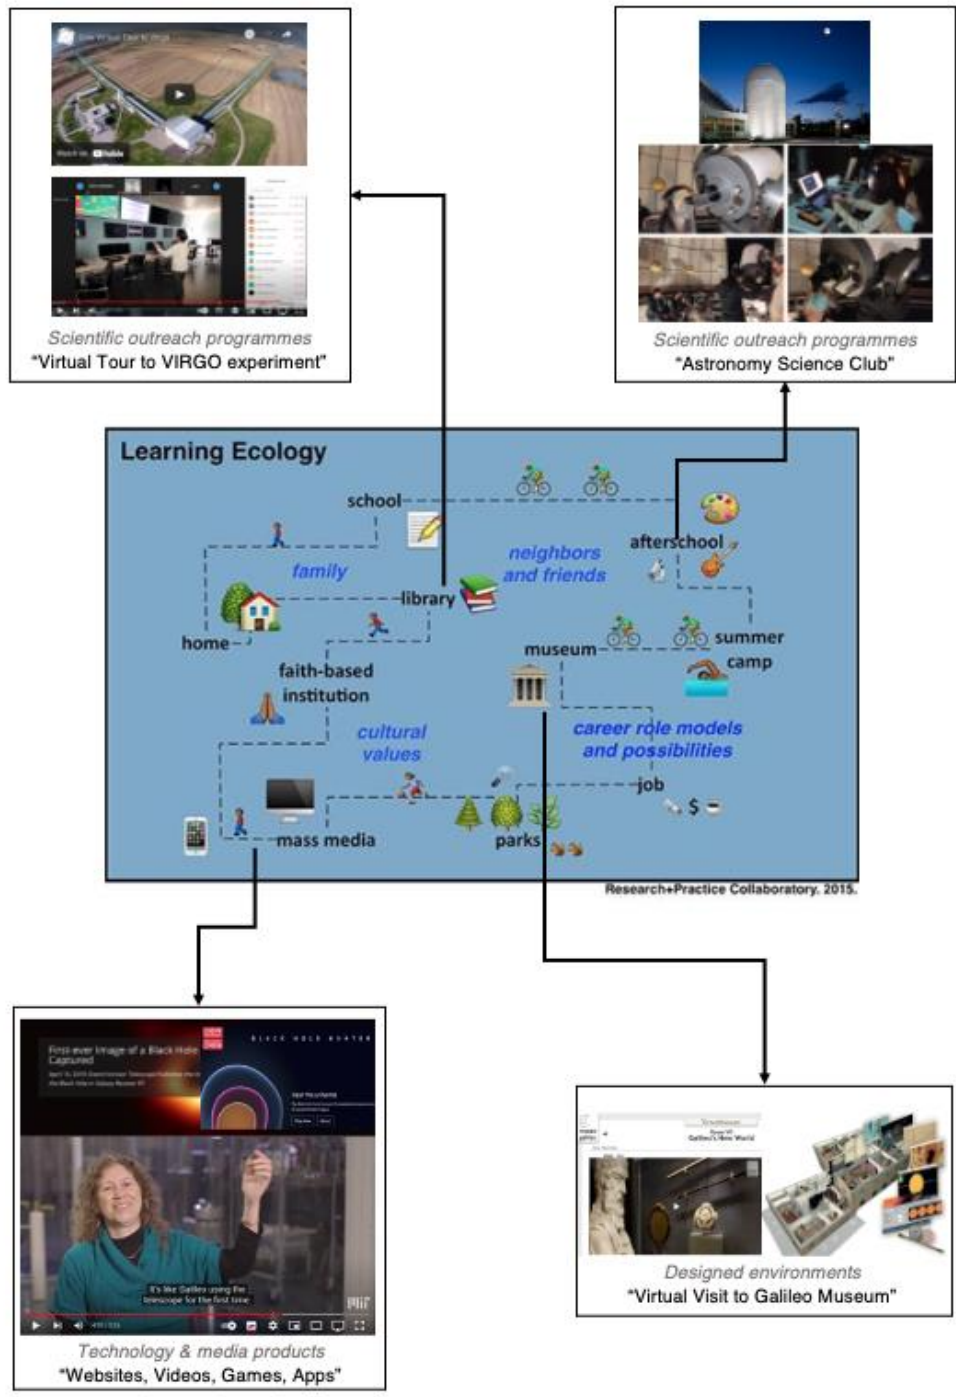 Watch on YouTube
Scientific outreach programmes
“Virtual Tour to VIRGO experiment”
Scientific outreach programmes
“Astronomy Science Club”
Learning Ecology
school
afterschool
neighbors
and friends
family
library
home
summer
camp
museum
faith-based
institution
cultural
values
career role models
and possibilities
job
$
mass media
parks
Research+Practice Collaboratory. 2015.
First-ever Image of a Black Hole
Captured
BLACK HOLE HUNTER
It's like Galileo using the
telescope for the first time
MIT
Technology & media products
“Websites, Videos, Games, Apps”
Galileo's New World
Designed environments
“Virtual Visit to Galileo Museum”